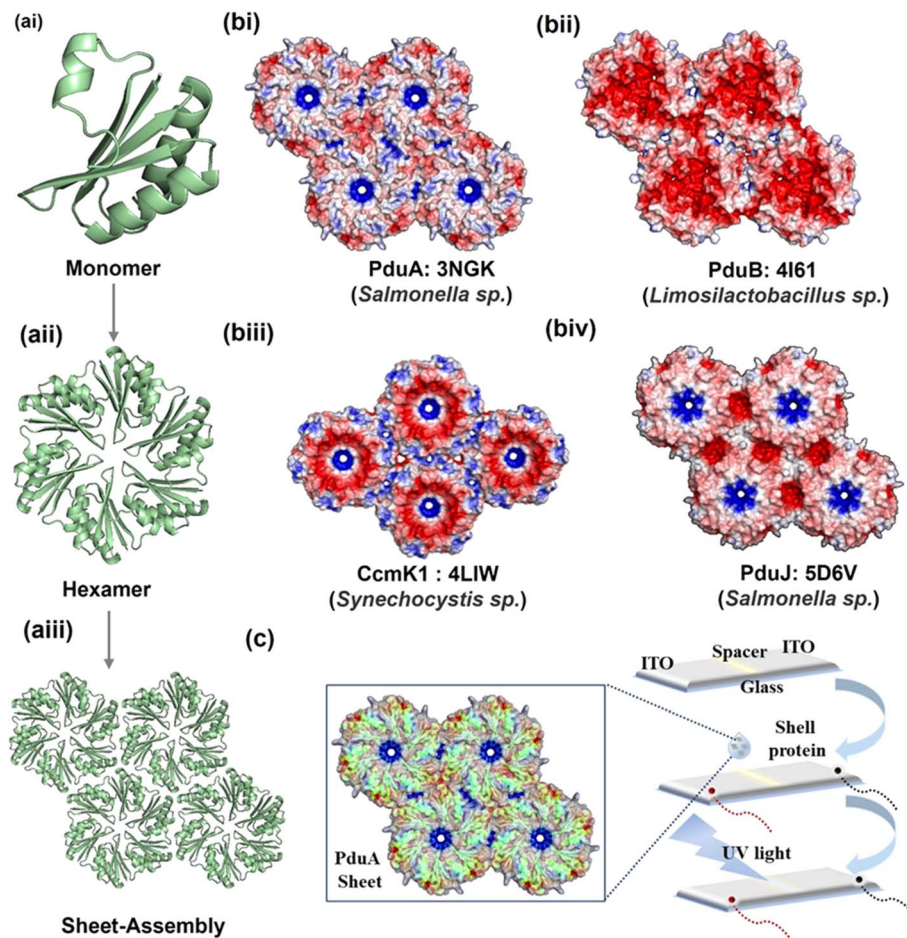 (ai)
Monomer
(aii)
Hexamer
(aiii)
Sheet-Assembly
(bi)
PduA: 3NGK
(Salmonella sp.)
(bii)
PduB: 4I61
(Limosilactobacillus sp.)
(biii)
CcmK1 : 4LIW
(Synechocystis sp.)
(biv)
PduJ: 5D6V
(Salmonella sp.)
(c)
PduA
Sheet
ITO
Spacer
ITO
Glass
Shell
protein
UV light